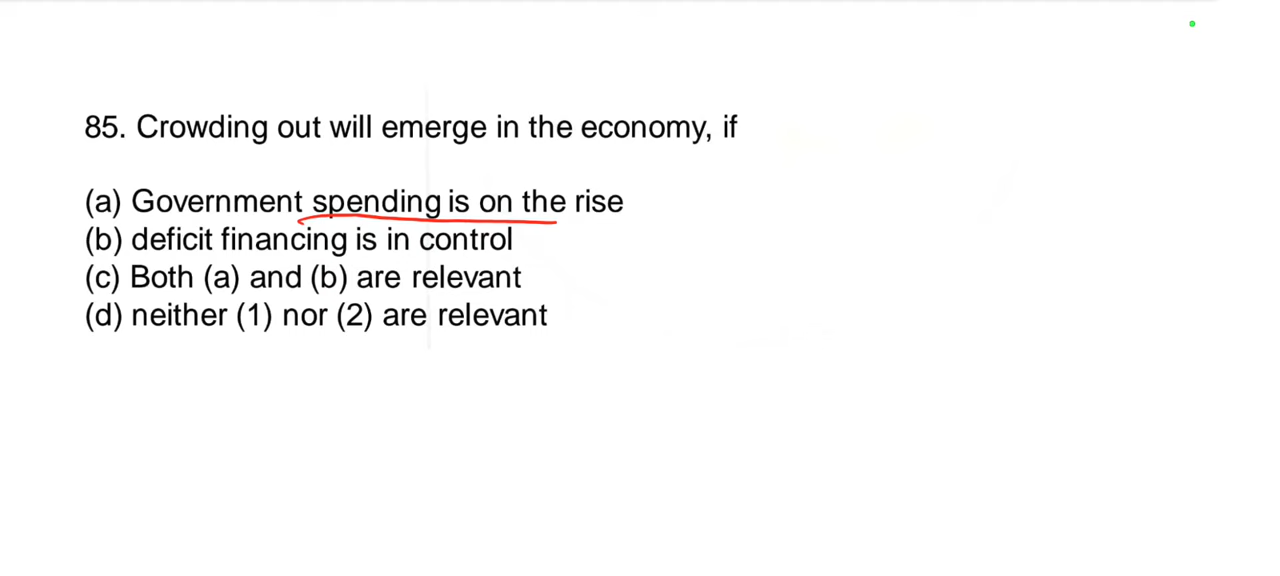 85. Crowding out will emerge in the economy, if
(a) Government spending is on the rise
(b) deficit financing is in control
(c) Both (a) and (b) are relevant
(d) neither (1) nor (2) are relevant